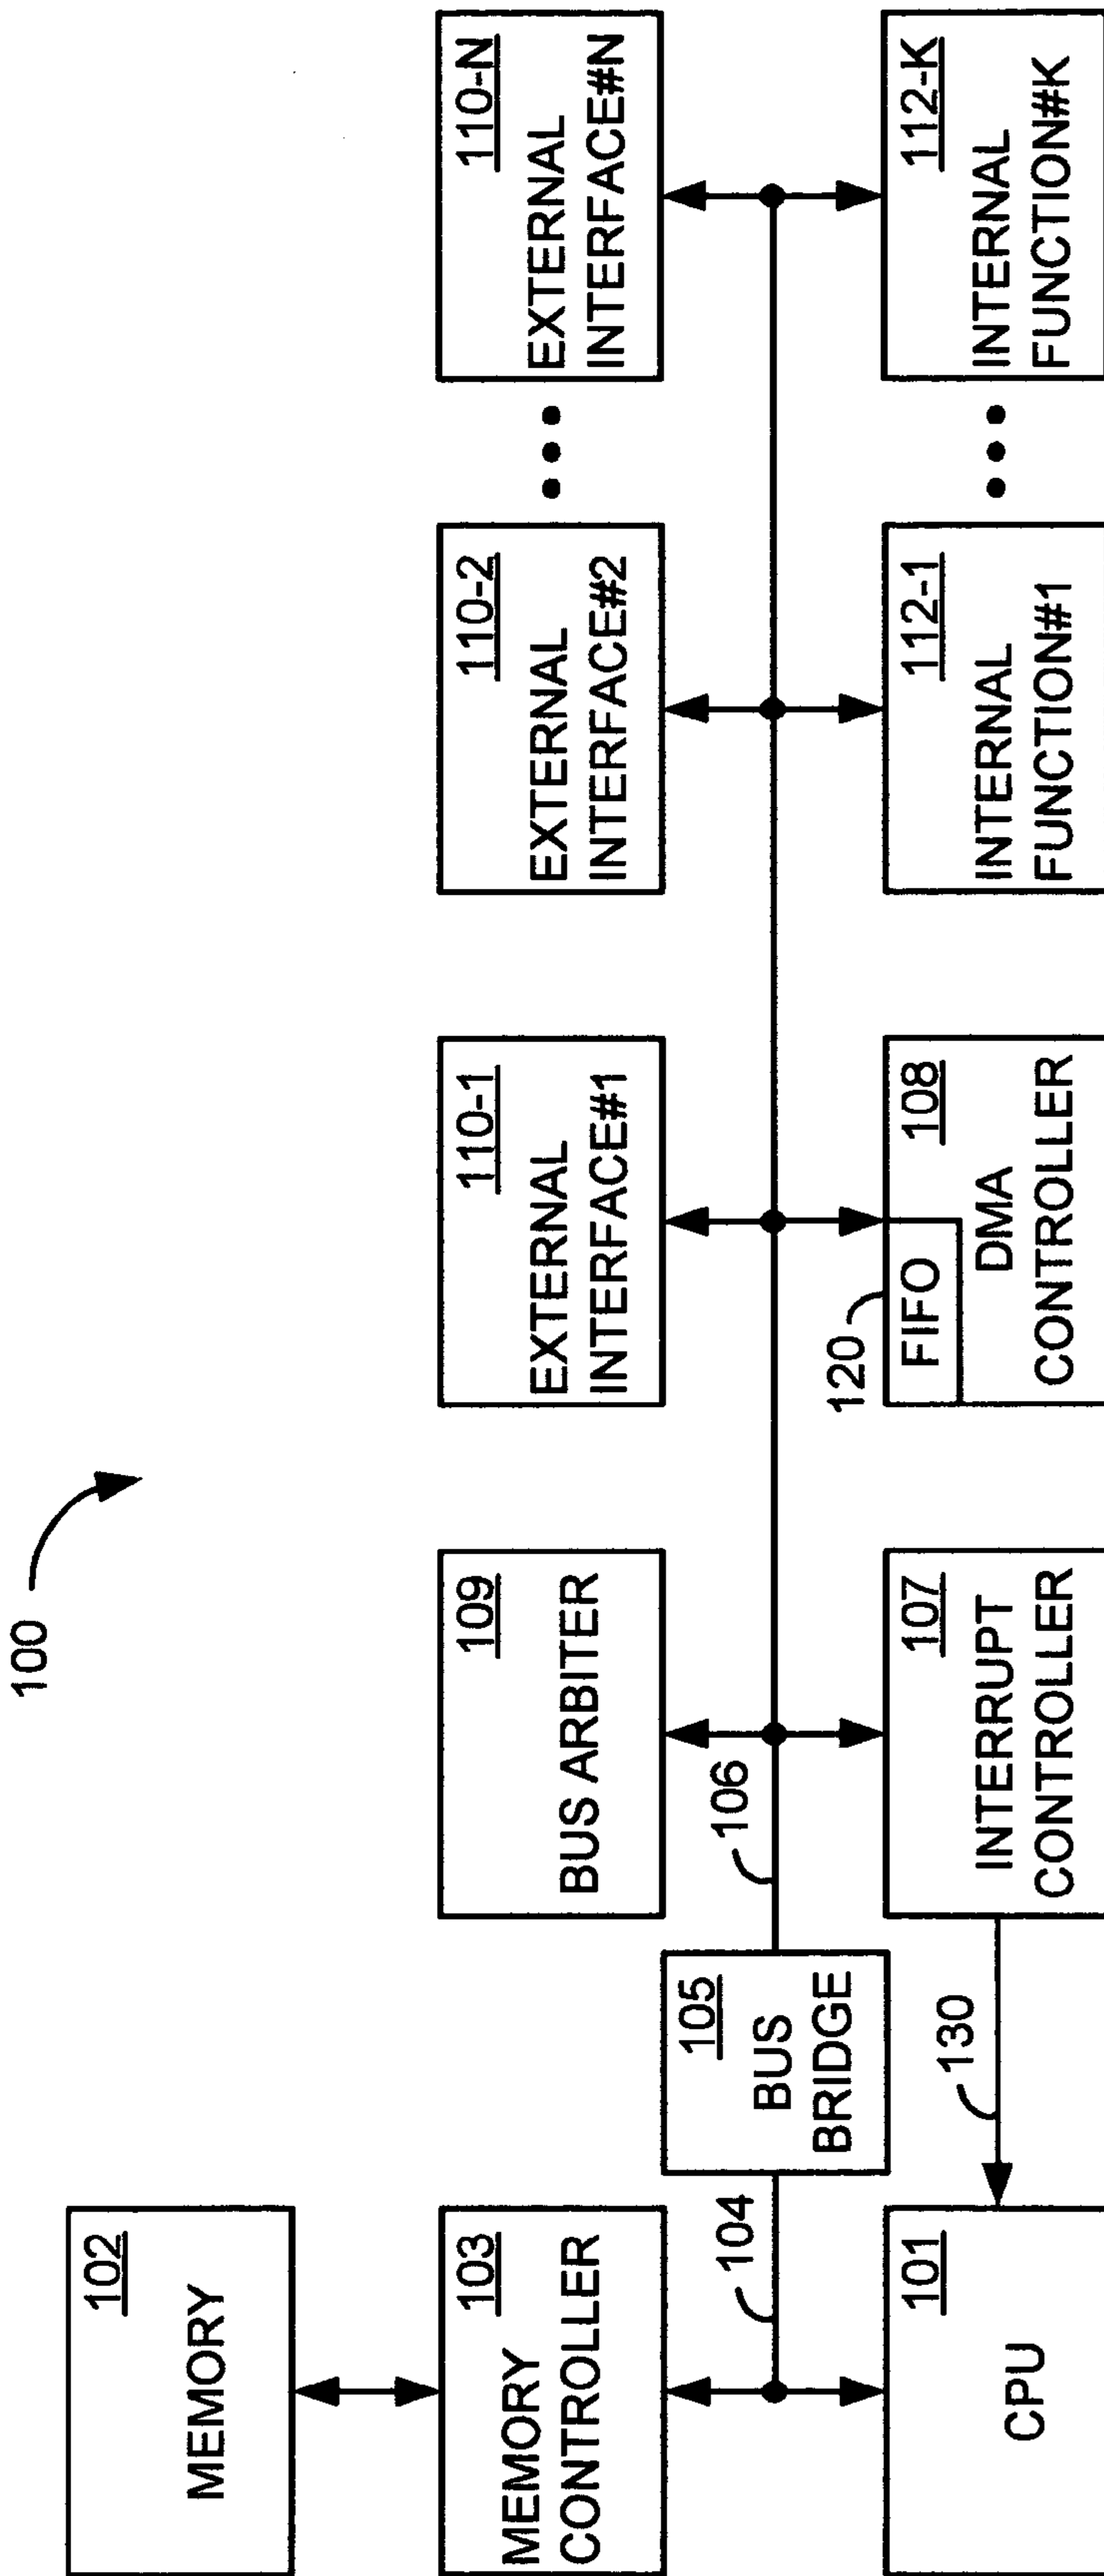 100
102
MEMORY
103
MEMORY
CONTROLLER
109
BUS ARBITER
110-1
EXTERNAL
INTERFACE#1
110-2
EXTERNAL
INTERFACE#2
110-N
EXTERNAL
INTERFACE#N
104
105
BUS
BRIDGE
106
101
CPU
130
107
INTERRUPT
CONTROLLER
120
FIFO
108
DMA
CONTROLLER
112-1
INTERNAL
FUNCTION#1
112-K
INTERNAL
FUNCTION#K